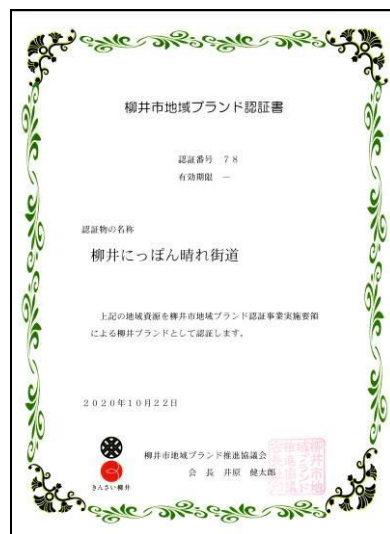 柳井市地域ブランド認証書
認証番号 78
有効期限 ―
認証物の名称
柳井にっぽん晴れ街道
上記の地域資源を柳井市地域ブランド認証事業実施要領
による柳井ブランドとして認証します。
2020年10月22日
柳井市地域ブランド推進協議会
会 長 井原 健太郎
きんさい柳井